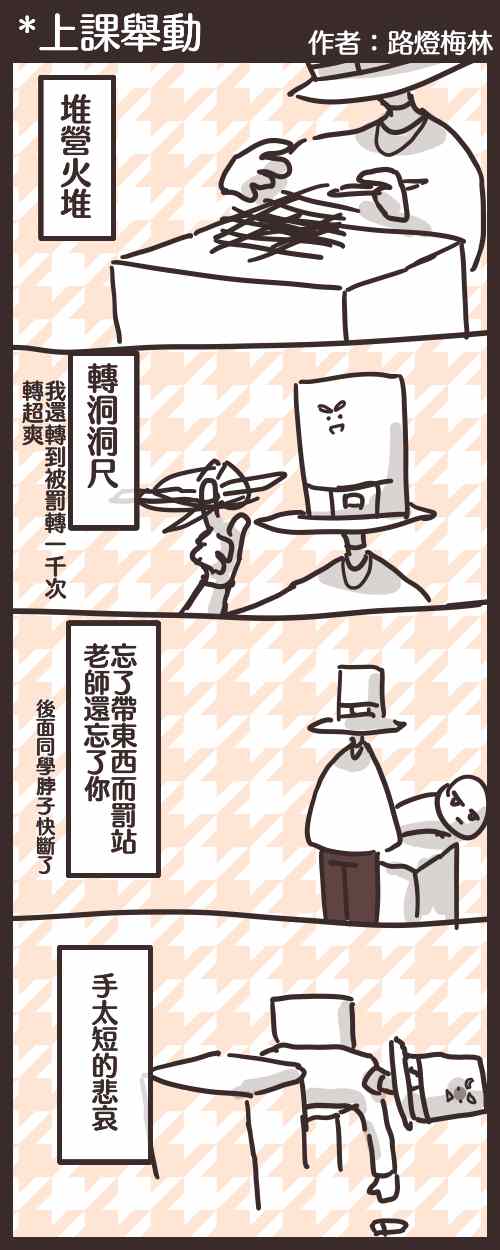 *上課舉動
作者：路燈梅林
堆營火堆
轉洞洞尺
我還轉到被罰轉一千次
轉超爽
忘了帶東西而罰站
老師還忘了你
後面同學脖子快斷了
手太短的悲哀